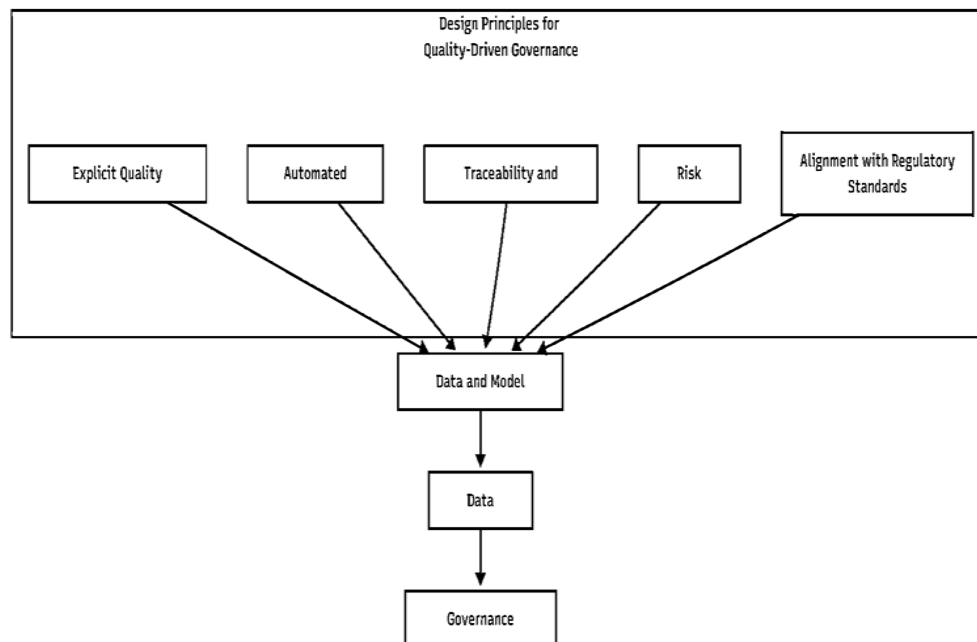 Design Principles for
Quality-Driven Governance
Explicit Quality
Automated
Traceability and
Risk
Alignment with Regulatory
Standards
Data and Model
Data
Governance